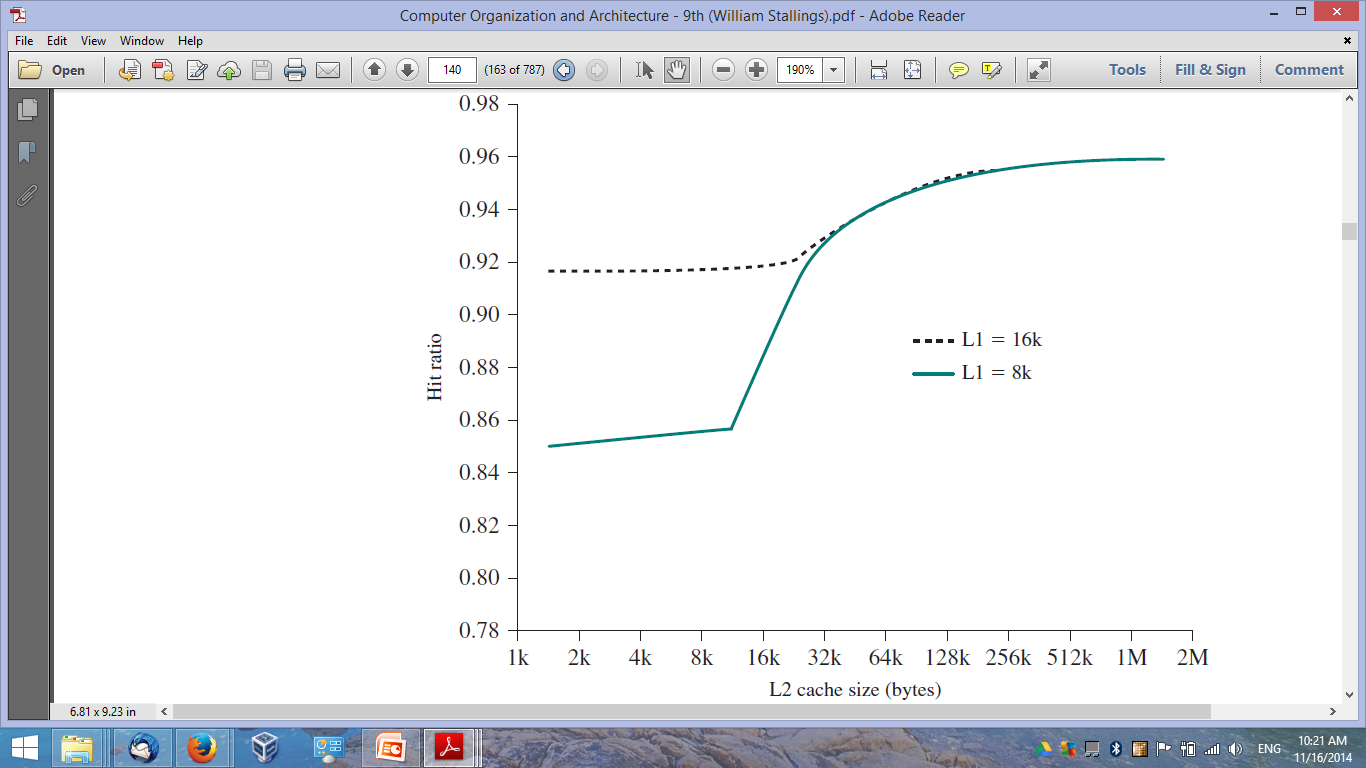 Computer Organization and Architecture - 9th (William Stallings).pdf - Adobe Reader
File Edit View Window Help
Open 140 (163 of 787) 190% Tools Fill & Sign Comment
0.98
0.96
0.94
0.92
0.90
0.88
0.86
0.84
0.82
0.80
0.78
Hit ratio
L1 = 16k
L1 = 8k
1k 2k 4k 8k 16k 32k 64k 128k 256k 512k 1M 2M
L2 cache size (bytes)
6.81 x 9.23 in
ENG 10:21 AM
11/16/2014